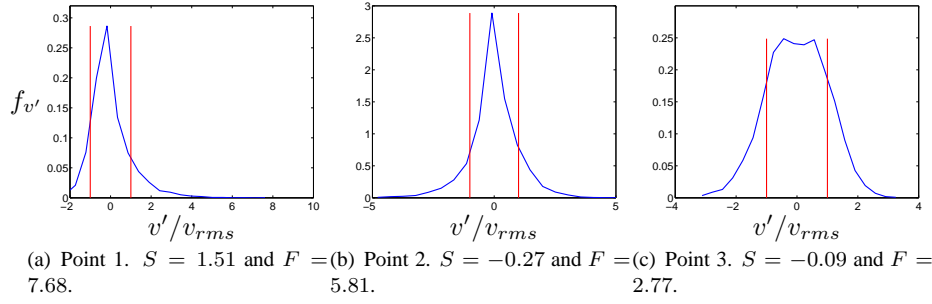 0.3
0.25
0.2
0.15
0.1
0.05
0
−2 0 2 4 6 8 10
f_{v′}
v′/v_{rms}
3
2.5
2
1.5
1
0.5
0
−5 0 5
v′/v_{rms}
0.3
0.25
0.2
0.15
0.1
0.05
0
−4 −2 0 2 4
v′/v_{rms}
(a) Point 1. S = 1.51 and F =
7.68.
(b) Point 2. S = −0.27 and F =
5.81.
(c) Point 3. S = −0.09 and F =
2.77.